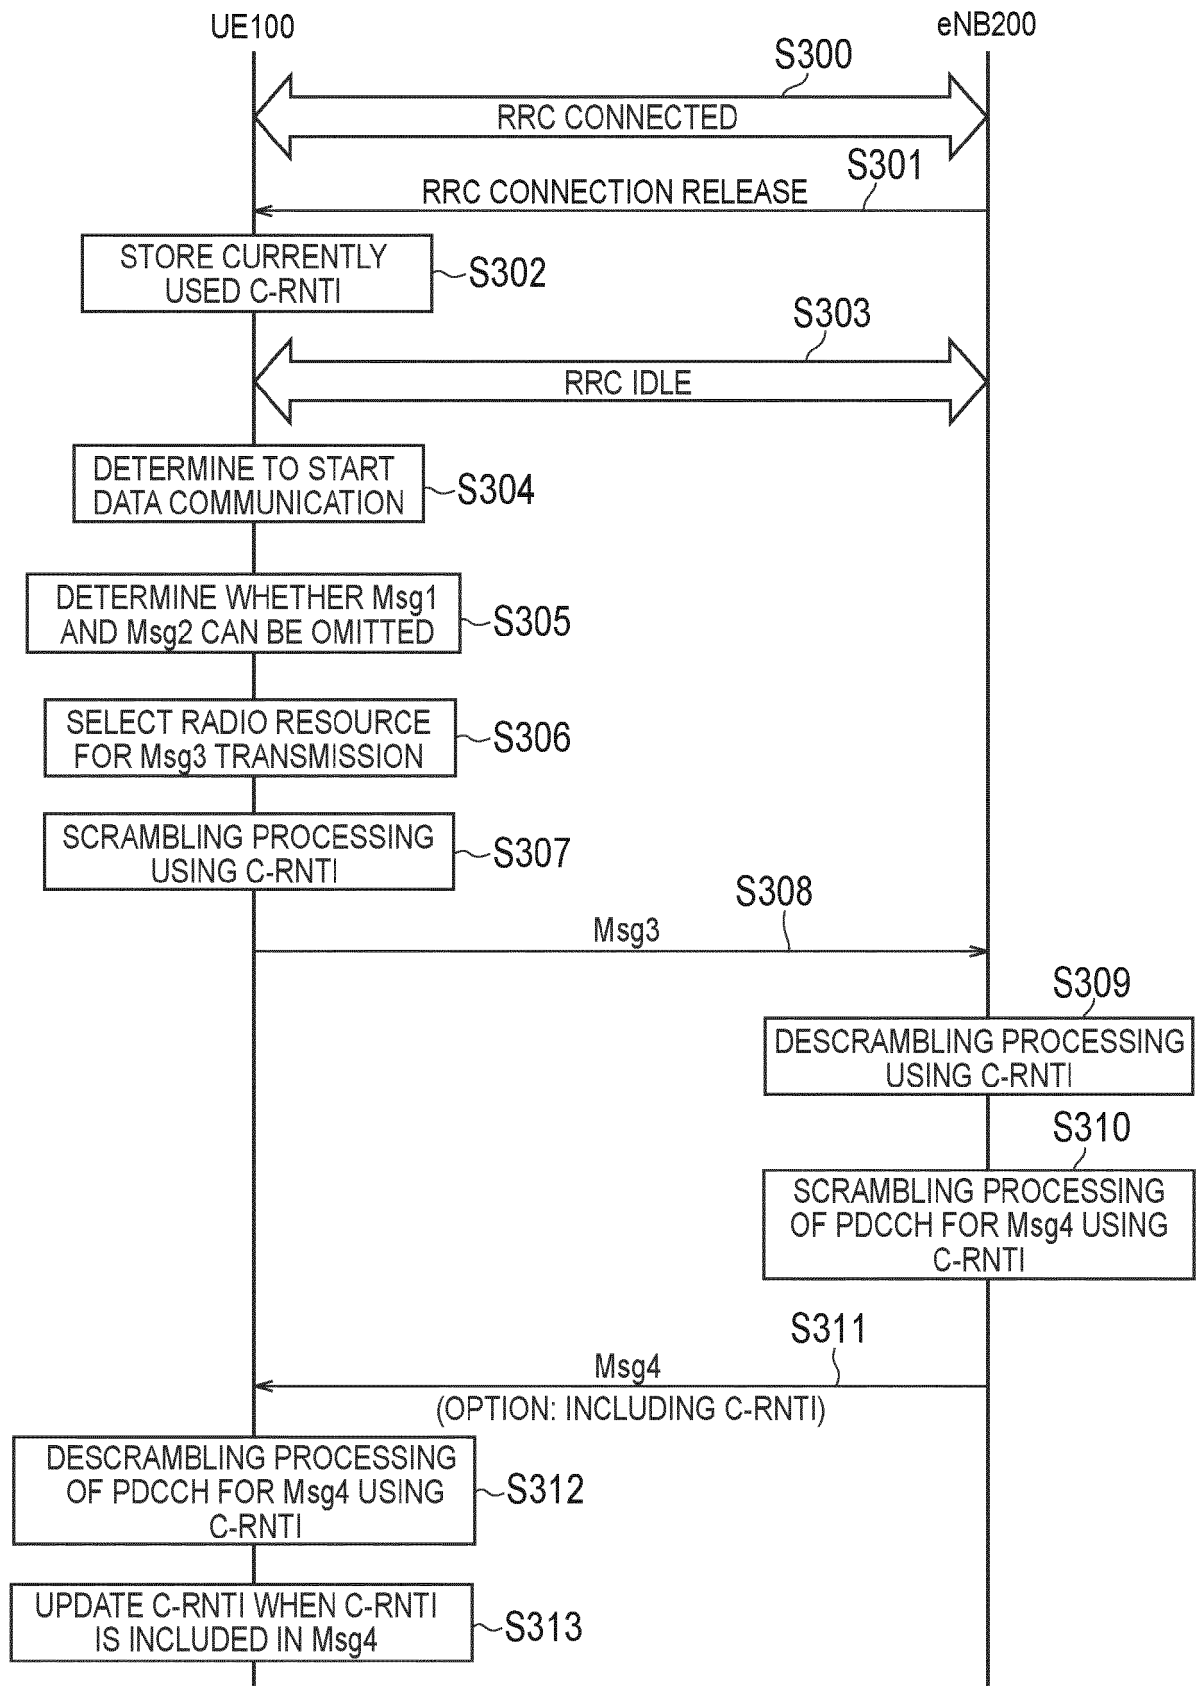 UE100
eNB200
S300
RRC CONNECTED
S301
RRC CONNECTION RELEASE
STORE CURRENTLY
USED C-RNTI
S302
S303
RRC IDLE
DETERMINE TO START
DATA COMMUNICATION
S304
DETERMINE WHETHER Msg1
AND Msg2 CAN BE OMITTED
S305
SELECT RADIO RESOURCE
FOR Msg3 TRANSMISSION
S306
SCRAMBLING PROCESSING
USING C-RNTI
S307
S308
Msg3
S309
DESCRAMBLING PROCESSING
USING C-RNTI
S310
SCRAMBLING PROCESSING
OF PDCCH FOR Msg4 USING
C-RNTI
S311
Msg4
(OPTION: INCLUDING C-RNTI)
DESCRAMBLING PROCESSING
OF PDCCH FOR Msg4 USING
C-RNTI
S312
UPDATE C-RNTI WHEN C-RNTI
IS INCLUDED IN Msg4
S313